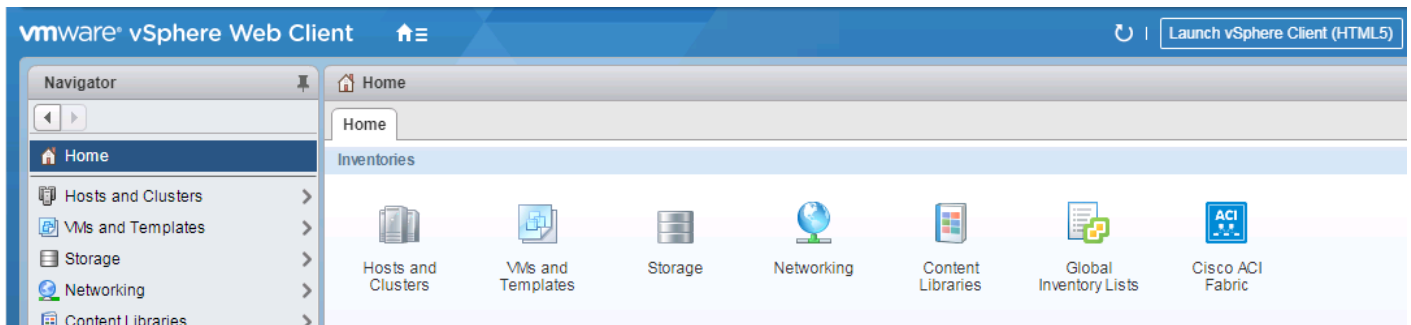 vmware® vSphere Web Client
Launch vSphere Client (HTML5)
Navigator
Home
Hosts and Clusters
VMs and Templates
Storage
Networking
Content Libraries
Home
Home
Inventories
Hosts and
Clusters
VMs and
Templates
Storage
Networking
Content
Libraries
Global
Inventory Lists
ACI
Cisco ACI
Fabric